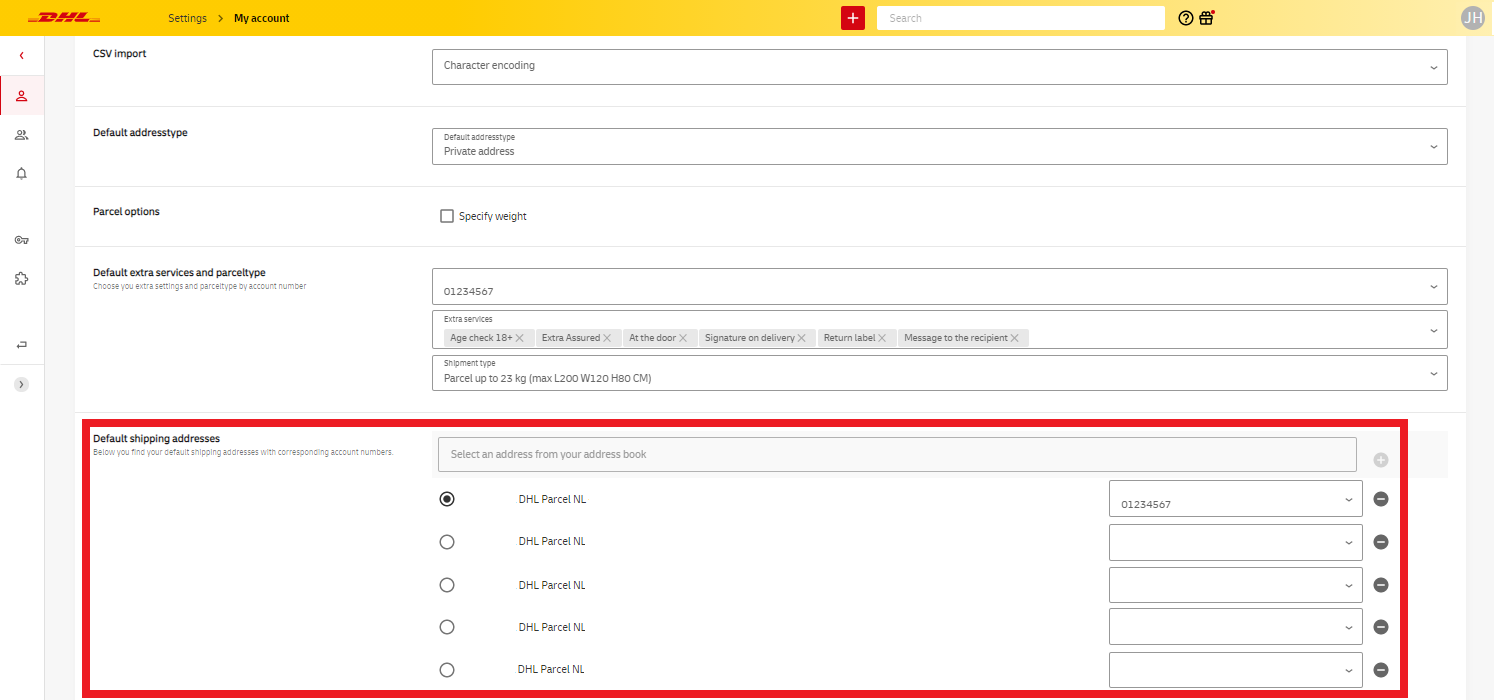 DHL Settings > My account + Search JH
CSV import
Character encoding
Default addresstype
Default addresstype
Private address
Parcel options
Specify weight
Default extra services and parceltype
Choose you extra settings and parceltype by account number
01234567
Extra services
Age check 18+ Extra Assured At the door Signature on delivery Return label Message to the recipient
Shipment type
Parcel up to 23 kg (max L200 W120 H80 CM)
Default shipping addresses
Below you find your default shipping addresses with corresponding account numbers.
Select an address from your address book
DHL Parcel NL 01234567
DHL Parcel NL
DHL Parcel NL
DHL Parcel NL
DHL Parcel NL